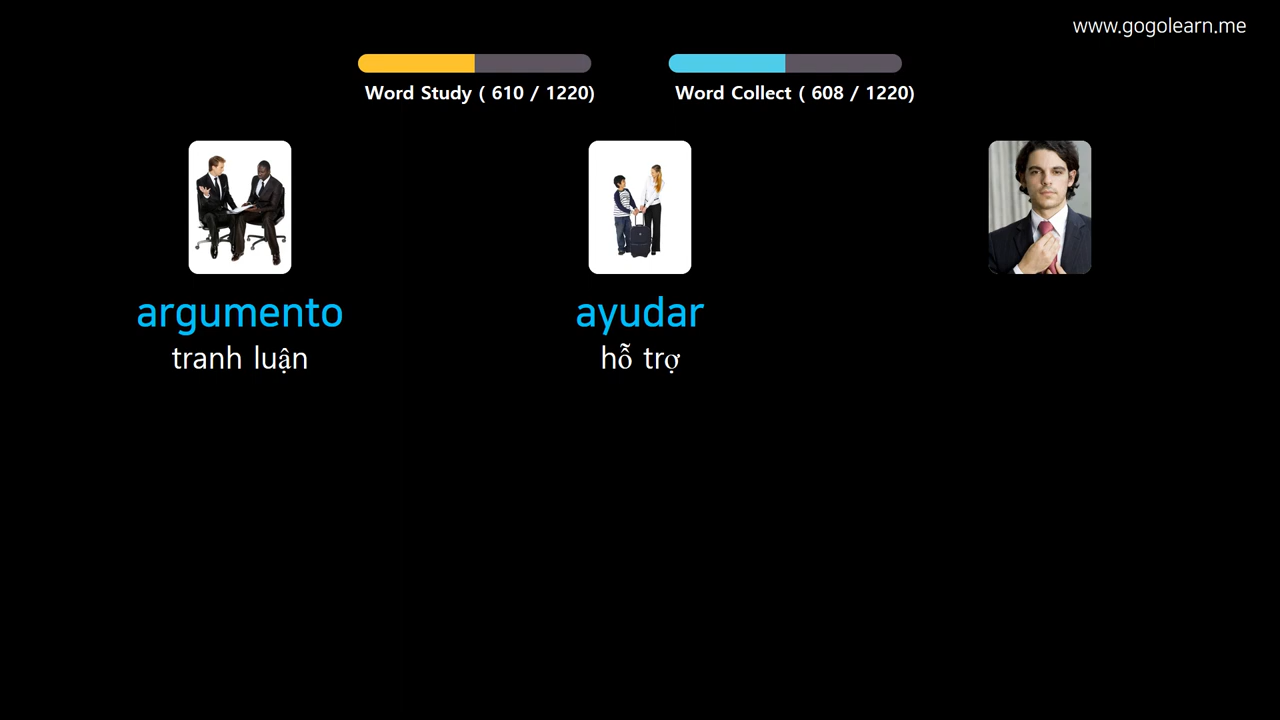 www.gogolearn.me
Word Study ( 610 / 1220)
Word Collect ( 608 / 1220)
argumento
tranh luận
ayudar
hỗ trợ